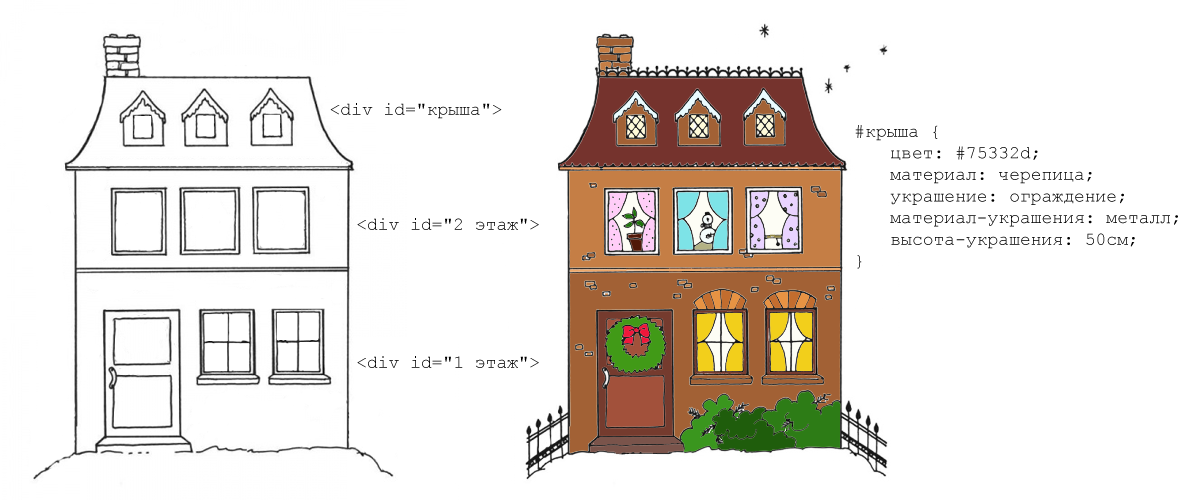 <div id="крыша">
<div id="2 этаж">
<div id="1 этаж">
#крыша {
цвет: #75332d;
материал: черепица;
украшение: ограждение;
материал-украшения: металл;
высота-украшения: 50см;
}